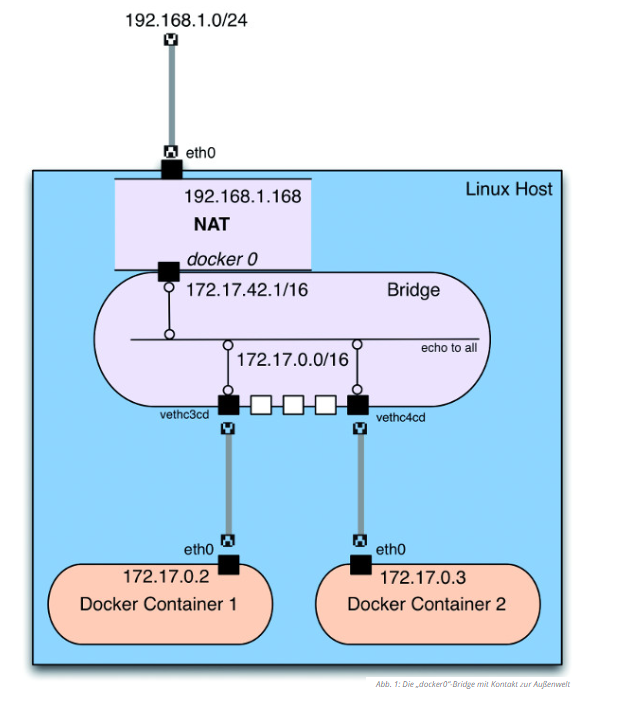 192.168.1.0/24
eth0
Linux Host
192.168.1.168
NAT
docker 0
172.17.42.1/16
Bridge
echo to all
172.17.0.0/16
vethc3cd
vethc4cd
eth0
eth0
172.17.0.2
172.17.0.3
Docker Container 1
Docker Container 2
Abb. 1: Die „docker0“-Bridge mit Kontakt zur Außenwelt